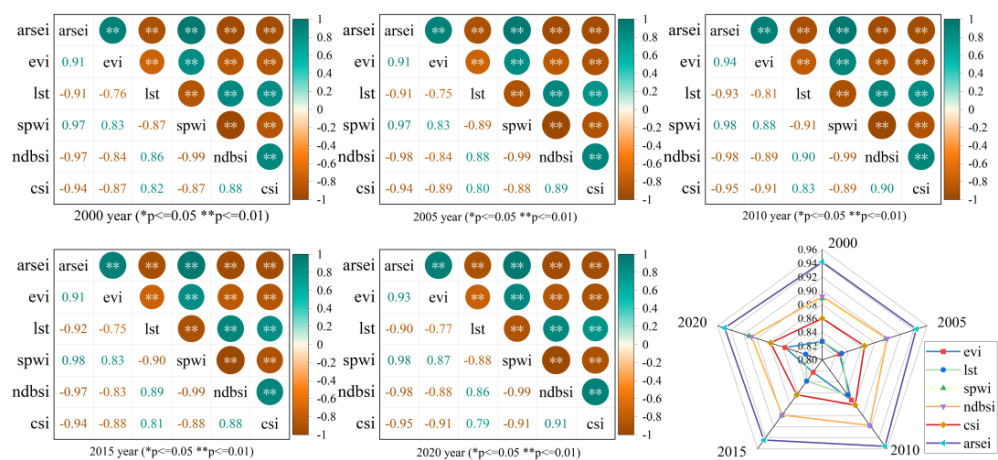 arsei arsei ** ** ** ** **
evi 0.91 evi ** ** ** **
lst -0.91 -0.76 lst ** ** **
spwi 0.97 0.83 -0.87 spwi ** **
ndbsi -0.97 -0.84 0.86 -0.99 ndbsi **
csi -0.94 -0.87 0.82 -0.87 0.88 csi
1
0.8
0.6
0.4
0.2
0
-0.2
-0.4
-0.6
-0.8
-1
2000 year (*p<=0.05 **p<=0.01)
arsei arsei ** ** ** ** **
evi 0.91 evi ** ** ** **
lst -0.91 -0.75 lst ** ** **
spwi 0.97 0.83 -0.89 spwi ** **
ndbsi -0.98 -0.84 0.88 -0.99 ndbsi **
csi -0.94 -0.89 0.80 -0.88 0.89 csi
1
0.8
0.6
0.4
0.2
0
-0.2
-0.4
-0.6
-0.8
-1
2005 year (*p<=0.05 **p<=0.01)
arsei arsei ** ** ** ** **
evi 0.94 evi ** ** ** **
lst -0.93 -0.81 lst ** ** **
spwi 0.98 0.88 -0.91 spwi ** **
ndbsi -0.98 -0.89 0.90 -0.99 ndbsi **
csi -0.95 -0.91 0.83 -0.89 0.90 csi
1
0.8
0.6
0.4
0.2
0
-0.2
-0.4
-0.6
-0.8
-1
2010 year (*p<=0.05 **p<=0.01)
arsei arsei ** ** ** ** **
evi 0.91 evi ** ** ** **
lst -0.92 -0.75 lst ** ** **
spwi 0.98 0.83 -0.90 spwi ** **
ndbsi -0.97 -0.83 0.89 -0.99 ndbsi **
csi -0.94 -0.88 0.81 -0.88 0.88 csi
1
0.8
0.6
0.4
0.2
0
-0.2
-0.4
-0.6
-0.8
-1
2015 year (*p<=0.05 **p<=0.01)
arsei arsei ** ** ** ** **
evi 0.93 evi ** ** ** **
lst -0.90 -0.77 lst ** ** **
spwi 0.98 0.87 -0.88 spwi ** **
ndbsi -0.98 -0.88 0.86 -0.99 ndbsi **
csi -0.95 -0.91 0.79 -0.91 0.91 csi
1
0.8
0.6
0.4
0.2
0
-0.2
-0.4
-0.6
-0.8
-1
2020 year (*p<=0.05 **p<=0.01)
2000
0.96
0.94
0.92
0.90
0.88
0.86
0.84
0.82
0.80
2020
2005
2015
2010
evi
lst
spwi
ndbsi
csi
arsei